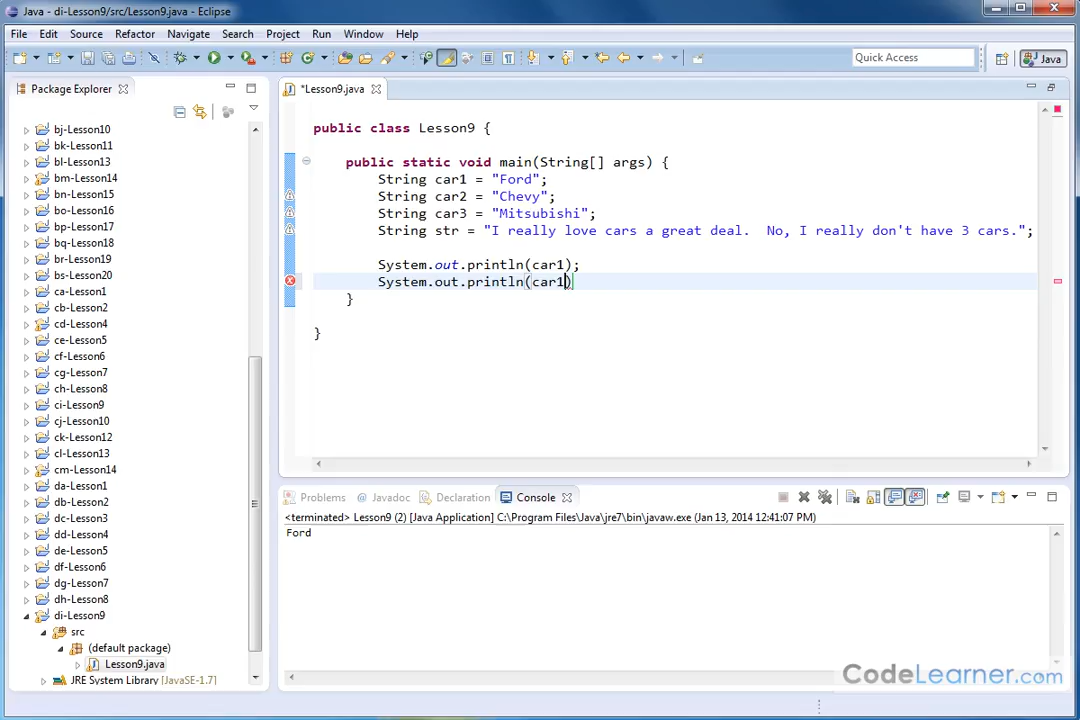 Java - di-Lesson9/src/Lesson9.java - Eclipse
File Edit Source Refactor Navigate Search Project Run Window Help
Quick Access
Java
Package Explorer
*Lesson9.java
bj-Lesson10
bk-Lesson11
bl-Lesson13
bm-Lesson14
bn-Lesson15
bo-Lesson16
bp-Lesson17
bq-Lesson18
br-Lesson19
bs-Lesson20
ca-Lesson1
cb-Lesson2
cd-Lesson4
ce-Lesson5
cf-Lesson6
cg-Lesson7
ch-Lesson8
ci-Lesson9
cj-Lesson10
ck-Lesson12
cl-Lesson13
cm-Lesson14
da-Lesson1
db-Lesson2
dc-Lesson3
dd-Lesson4
de-Lesson5
df-Lesson6
dg-Lesson7
dh-Lesson8
di-Lesson9
src
(default package)
Lesson9.java
JRE System Library [JavaSE-1.7]
public class Lesson9 {
public static void main(String[] args) {
String car1 = "Ford";
String car2 = "Chevy";
String car3 = "Mitsubishi";
String str = "I really love cars a great deal.  No, I really don't have 3 cars.";
System.out.println(car1);
System.out.println(car1)
}
}
Problems @ Javadoc Declaration Console
<terminated> Lesson9 (2) [Java Application] C:\Program Files\Java\jre7\bin\javaw.exe (Jan 13, 2014 12:41:07 PM)
Ford
CodeLearner.com